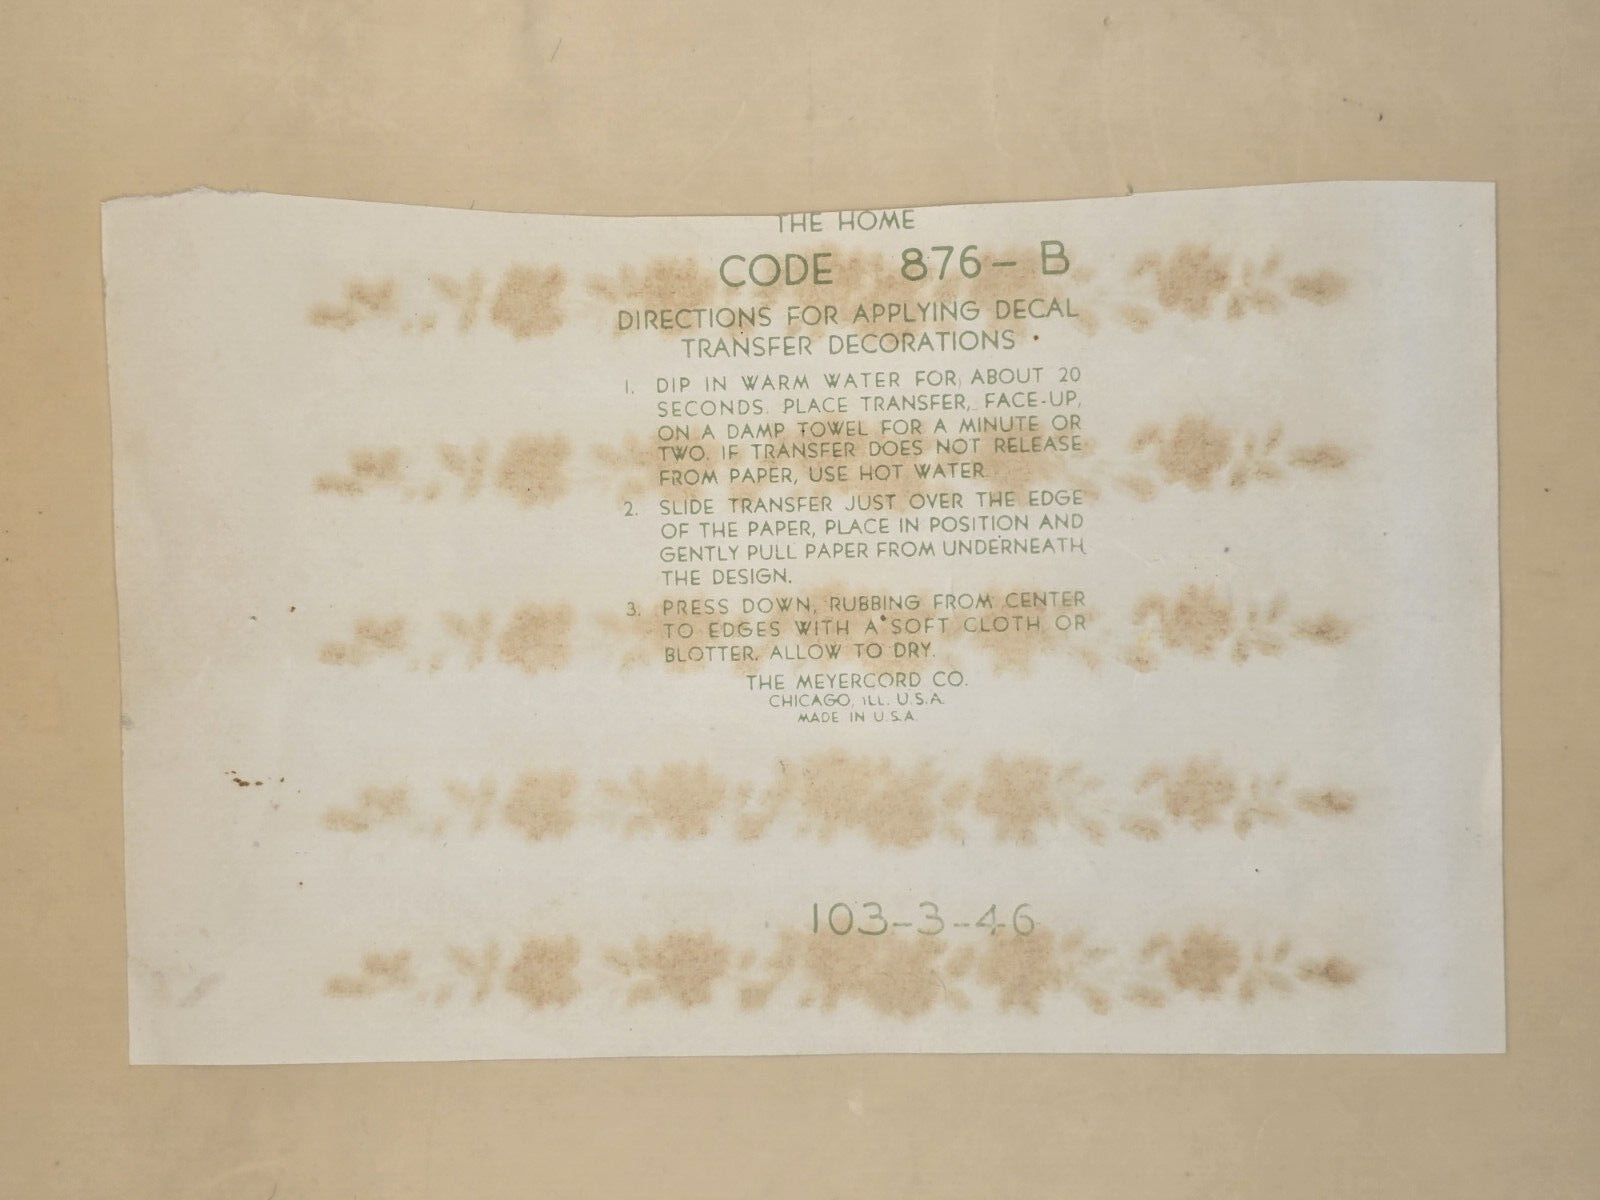 THE HOME
CODE 876-B
DIRECTIONS FOR APPLYING DECAL
TRANSFER DECORATIONS
1. DIP IN WARM WATER FOR ABOUT 20
SECONDS. PLACE TRANSFER, FACE-UP,
ON A DAMP TOWEL FOR A MINUTE OR
TWO. IF TRANSFER DOES NOT RELEASE
FROM PAPER, USE HOT WATER.
2. SLIDE TRANSFER JUST OVER THE EDGE
OF THE PAPER, PLACE IN POSITION AND
GENTLY PULL PAPER FROM UNDERNEATH
THE DESIGN.
3. PRESS DOWN, RUBBING FROM CENTER
TO EDGES WITH A SOFT CLOTH OR
BLOTTER. ALLOW TO DRY.
THE MEYERCORD CO.
CHICAGO, ILL. U.S.A.
MADE IN U.S.A.
103-3-46